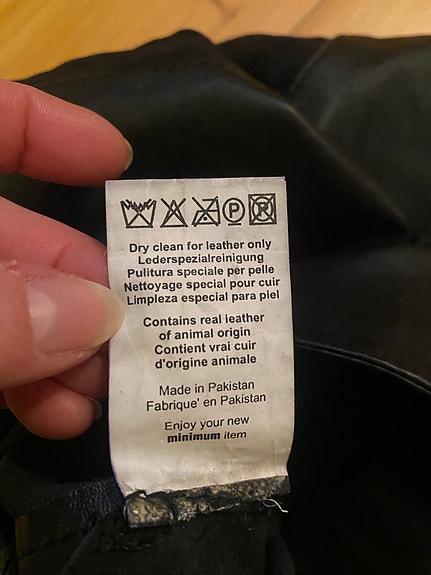 P R
Dry clean for leather only
Lederspezialreinigung
Pulitura speciale per pelle
Nettoyage special pour cuir
Limpleza especial para piel
Contains real leather
of animal origin
Contient vrai cuir
d'origine animale
Made in Pakistan
Fabrique' en Pakistan
Enjoy your new
minimum item